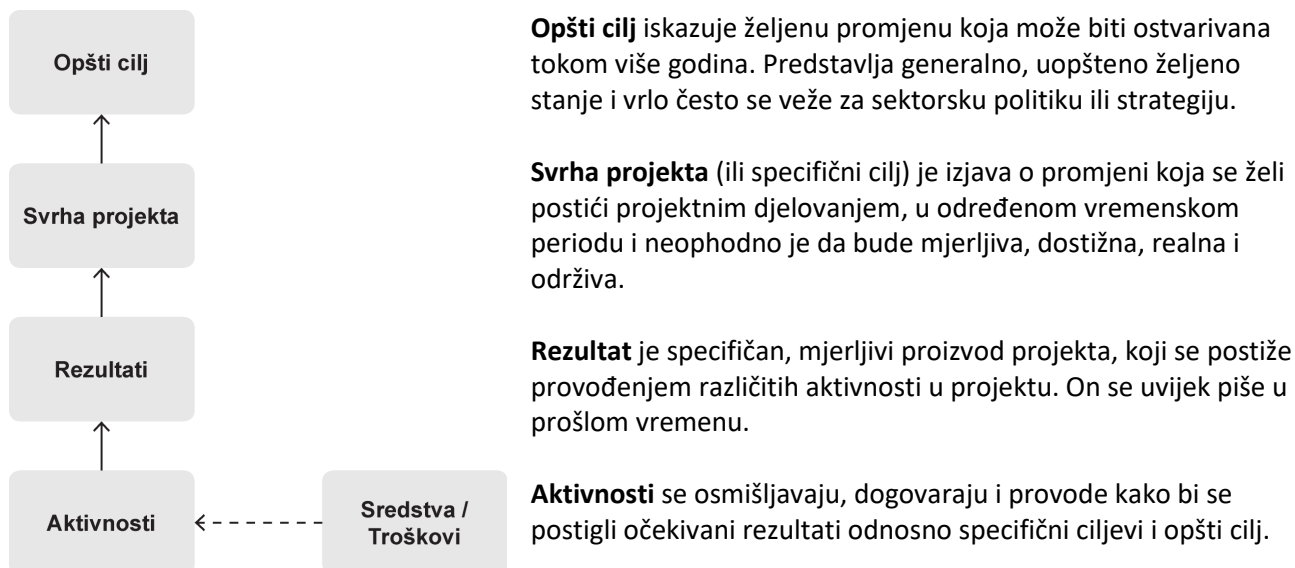 Opšti cilj
Svrha projekta
Rezultati
Aktivnosti
Sredstva /
Troškovi
Opšti cilj iskazuje željenu promjenu koja može biti ostvarivana
tokom više godina. Predstavlja generalno, uopšteno željeno
stanje i vrlo često se veže za sektorsku politiku ili strategiju.
Svrha projekta (ili specifični cilj) je izjava o promjeni koja se želi
postići projektnim djelovanjem, u određenom vremenskom
periodu i neophodno je da bude mjerljiva, dostižna, realna i
održiva.
Rezultat je specifičan, mjerljivi proizvod projekta, koji se postiže
provođenjem različitih aktivnosti u projektu. On se uvijek piše u
prošlom vremenu.
Aktivnosti se osmišljavaju, dogovaraju i provode kako bi se
postigli očekivani rezultati odnosno specifični ciljevi i opšti cilj.